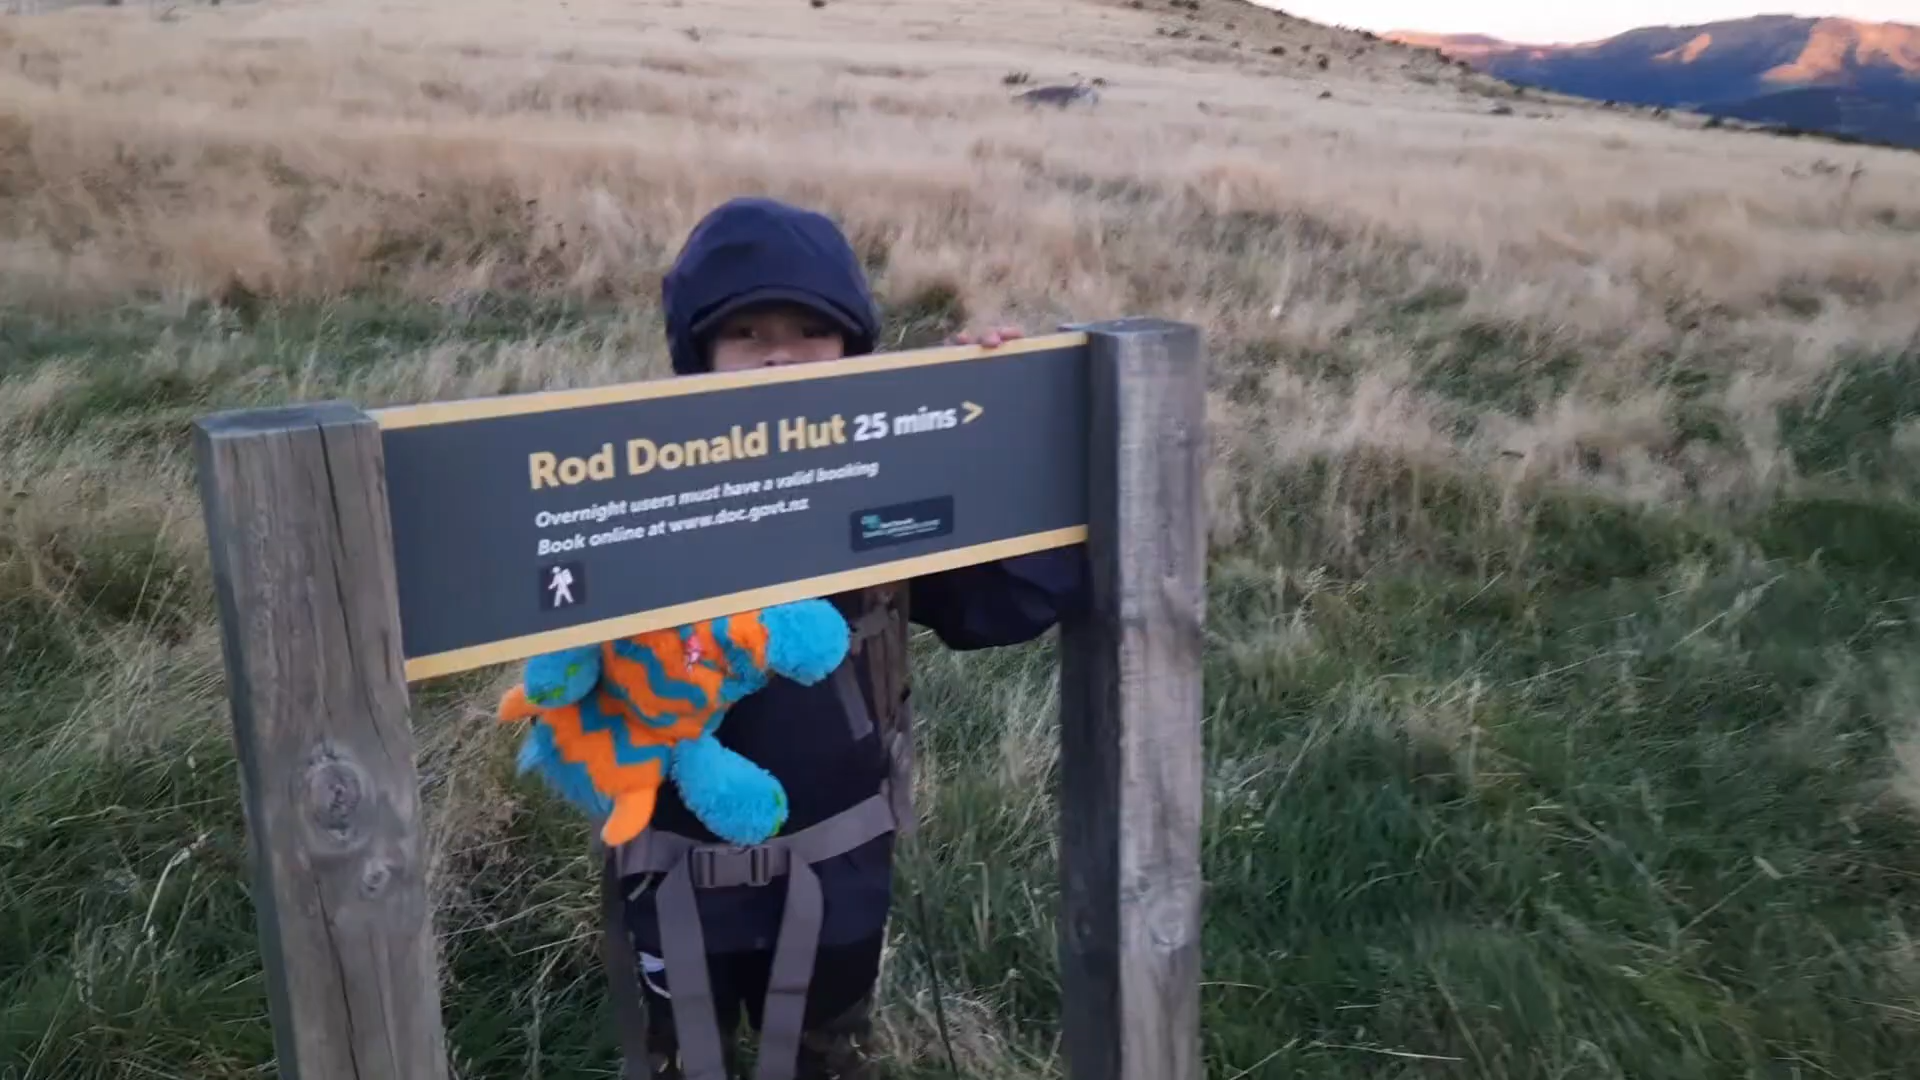 Rod Donald Hut 25 mins >
Overnight users must have a valid booking
Book online at www.doc.govt.nz